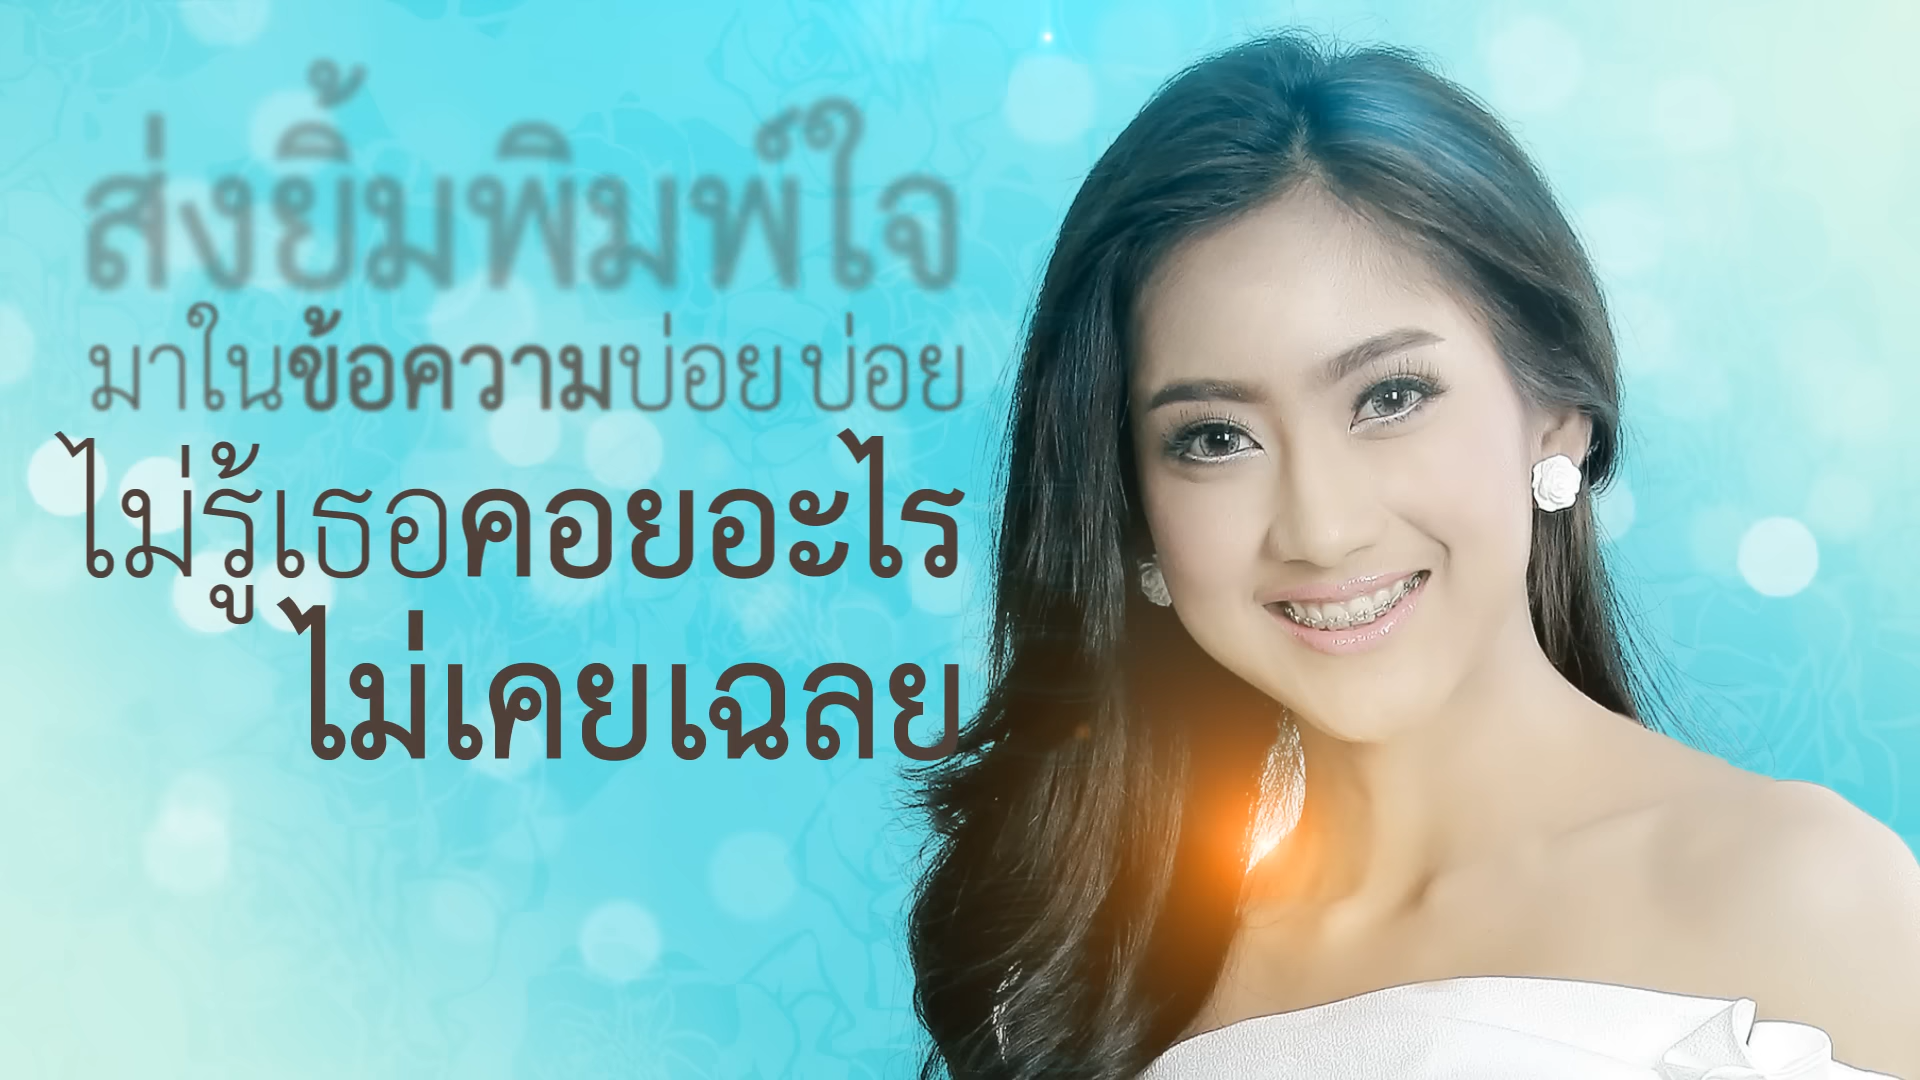 ส่งยิ้มพิมพ์ใจ
มาในข้อความบ่อย บ่อย
ไม่รู้เธอคอยอะไร
ไม่เคยเฉลย